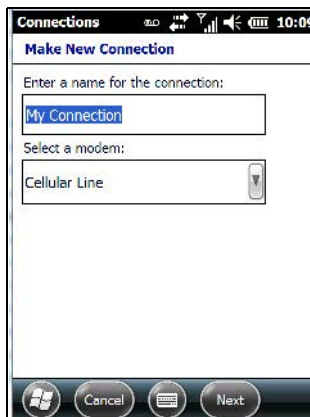 Connections 10:09
Make New Connection
Enter a name for the connection:
My Connection
Select a modem:
Cellular Line
Cancel Next